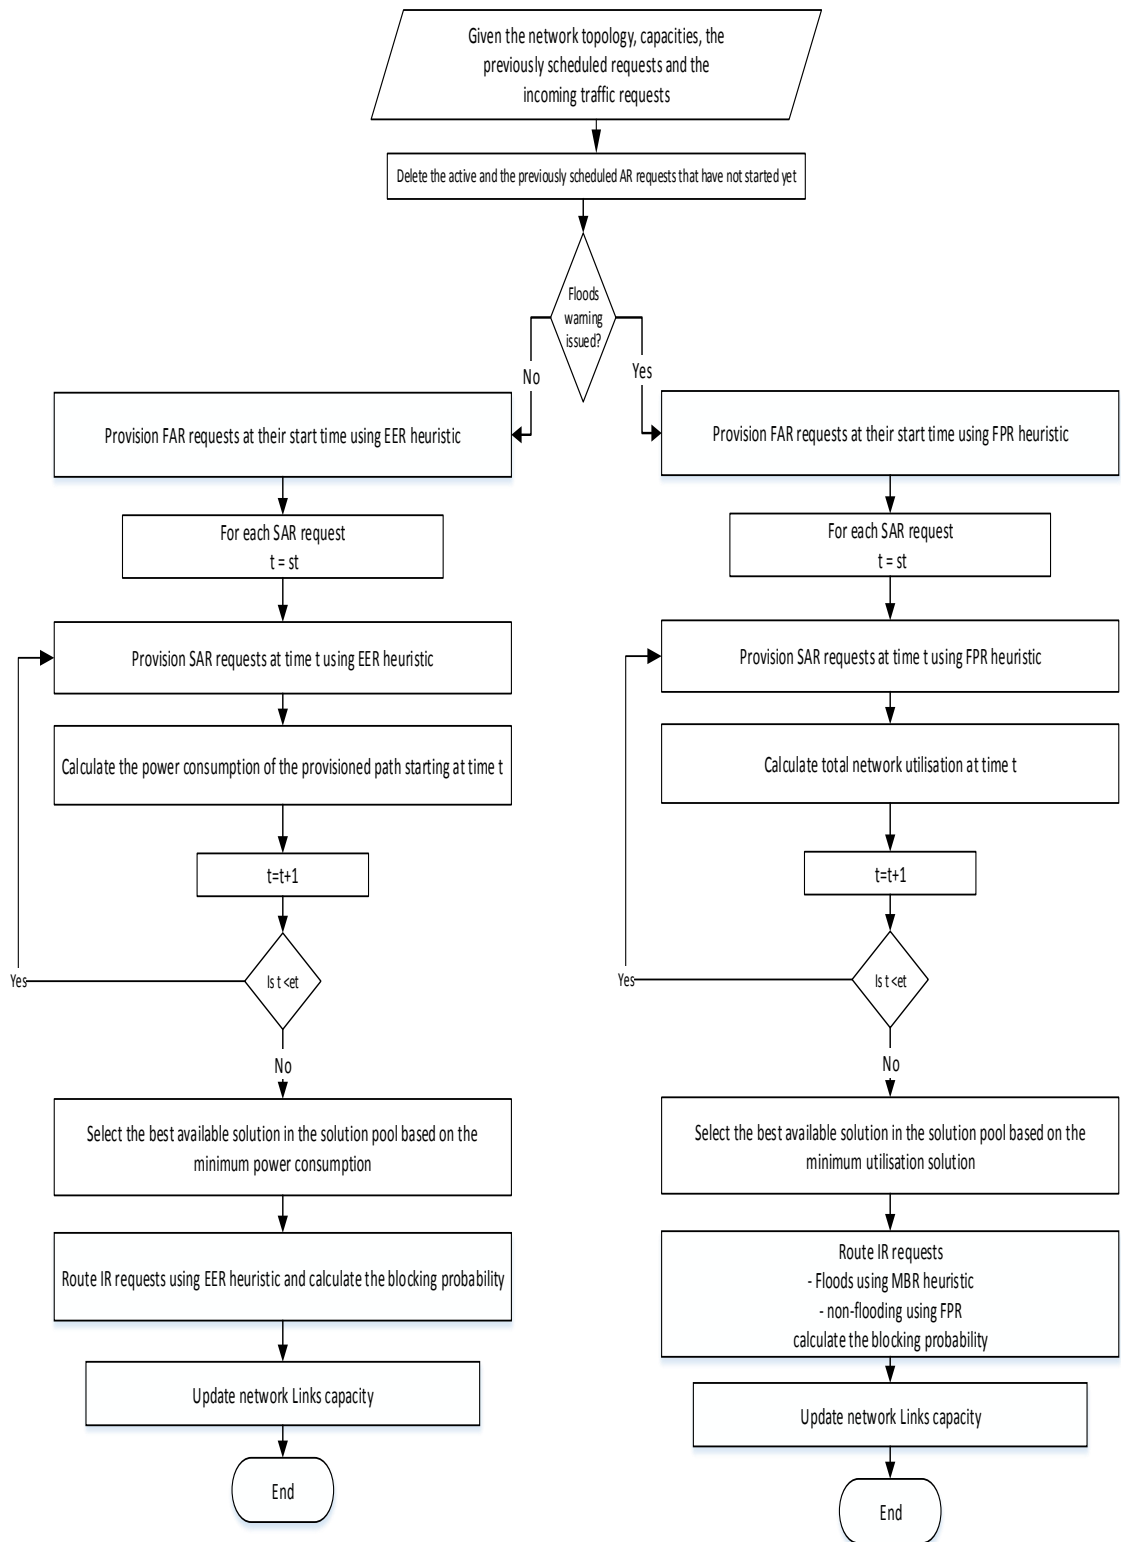 Given the network topology, capacities, the
previously scheduled requests and the
incoming traffic requests
Delete the active and the previously scheduled AR requests that have not started yet
Floods
warning
issued?
No
Yes
Provision FAR requests at their start time using EER heuristic
For each SAR request
t = st
Provision SAR requests at time t using EER heuristic
Calculate the power consumption of the provisioned path starting at time t
t=t+1
Is t <et
Yes
No
Select the best available solution in the solution pool based on the
minimum power consumption
Route IR requests using EER heuristic and calculate the blocking probability
Update network Links capacity
End
Provision FAR requests at their start time using FPR heuristic
For each SAR request
t = st
Provision SAR requests at time t using FPR heuristic
Calculate total network utilisation at time t
t=t+1
Is t <et
Yes
No
Select the best available solution in the solution pool based on the
minimum utilisation solution
Route IR requests
- Floods using MBR heuristic
- non-flooding using FPR
calculate the blocking probability
Update network Links capacity
End